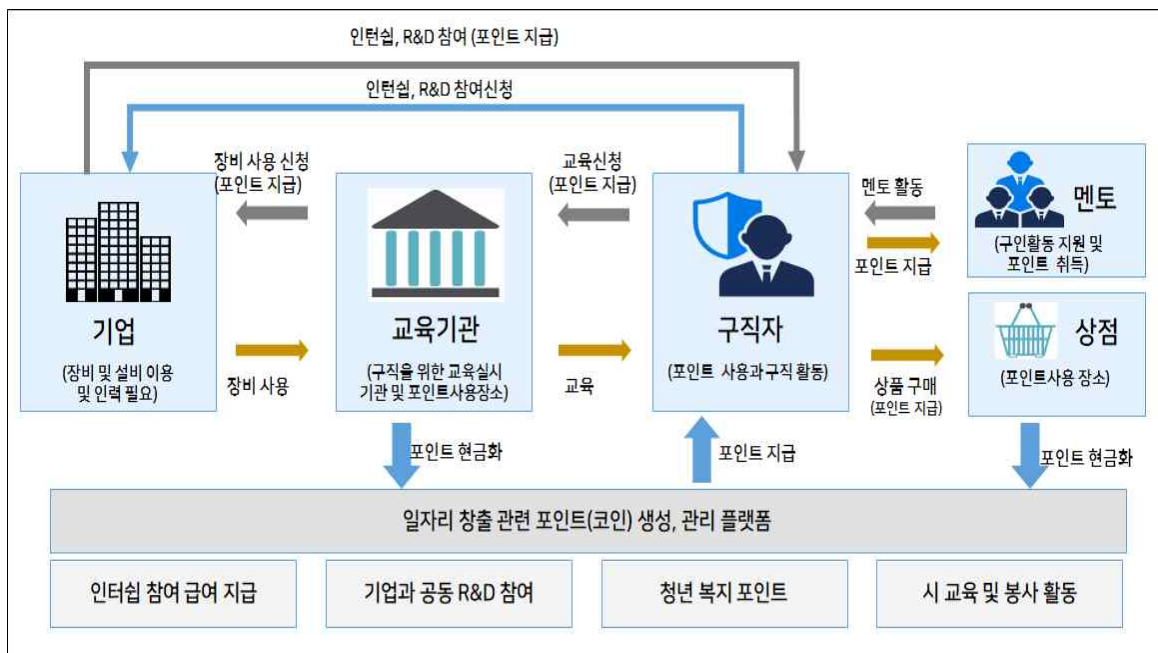 인턴쉽, R&D 참여 (포인트 지급)
인턴쉽, R&D 참여신청
장비 사용 신청
(포인트 지급)
교육신청
(포인트 지급)
멘토 활동
포인트 지급
멘토
(구인활동 지원 및
포인트 취득)
기업
(장비 및 설비 이용
및 인력 필요)
장비 사용
교육기관
(구직을 위한 교육실시
기관 및 포인트사용장소)
교육
구직자
(포인트 사용과구직 활동)
상품 구매
(포인트 지급)
상점
(포인트사용 장소)
포인트 현금화
포인트 지급
포인트 현금화
일자리 창출 관련 포인트(코인) 생성, 관리 플랫폼
인터쉽 참여 급여 지급
기업과 공동 R&D 참여
청년 복지 포인트
시 교육 및 봉사 활동